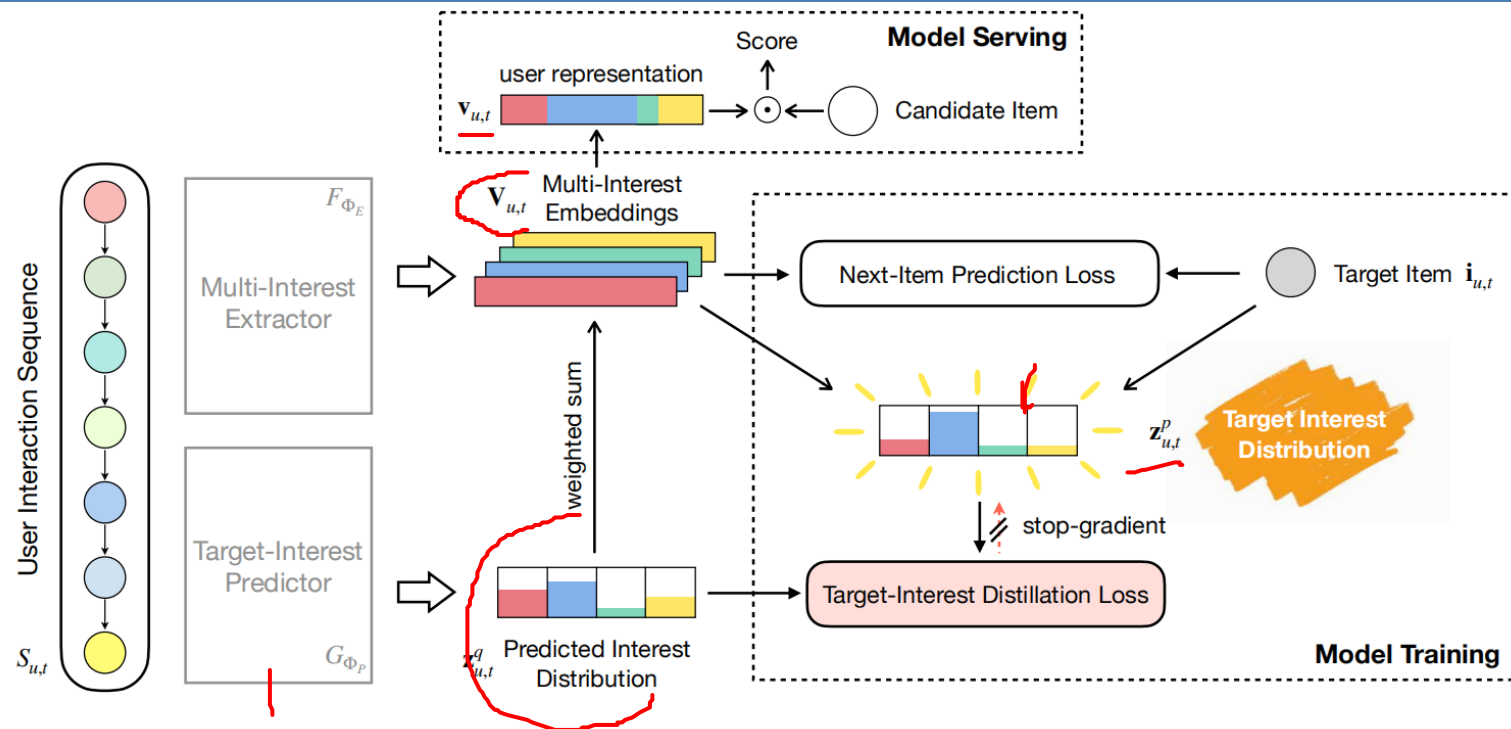 Model Serving
Score
user representation
v_{u,t}
Candidate Item
User Interaction Sequence
S_{u,t}
F_{Φ_E}
Multi-Interest
Extractor
V_{u,t}
Multi-Interest
Embeddings
Next-Item Prediction Loss
Target Item i_{u,t}
weighted sum
z^p_{u,t}
Target Interest
Distribution
stop-gradient
Target-Interest
Predictor
G_{Φ_P}
Target-Interest Distillation Loss
z^q_{u,t}
Predicted Interest
Distribution
Model Training